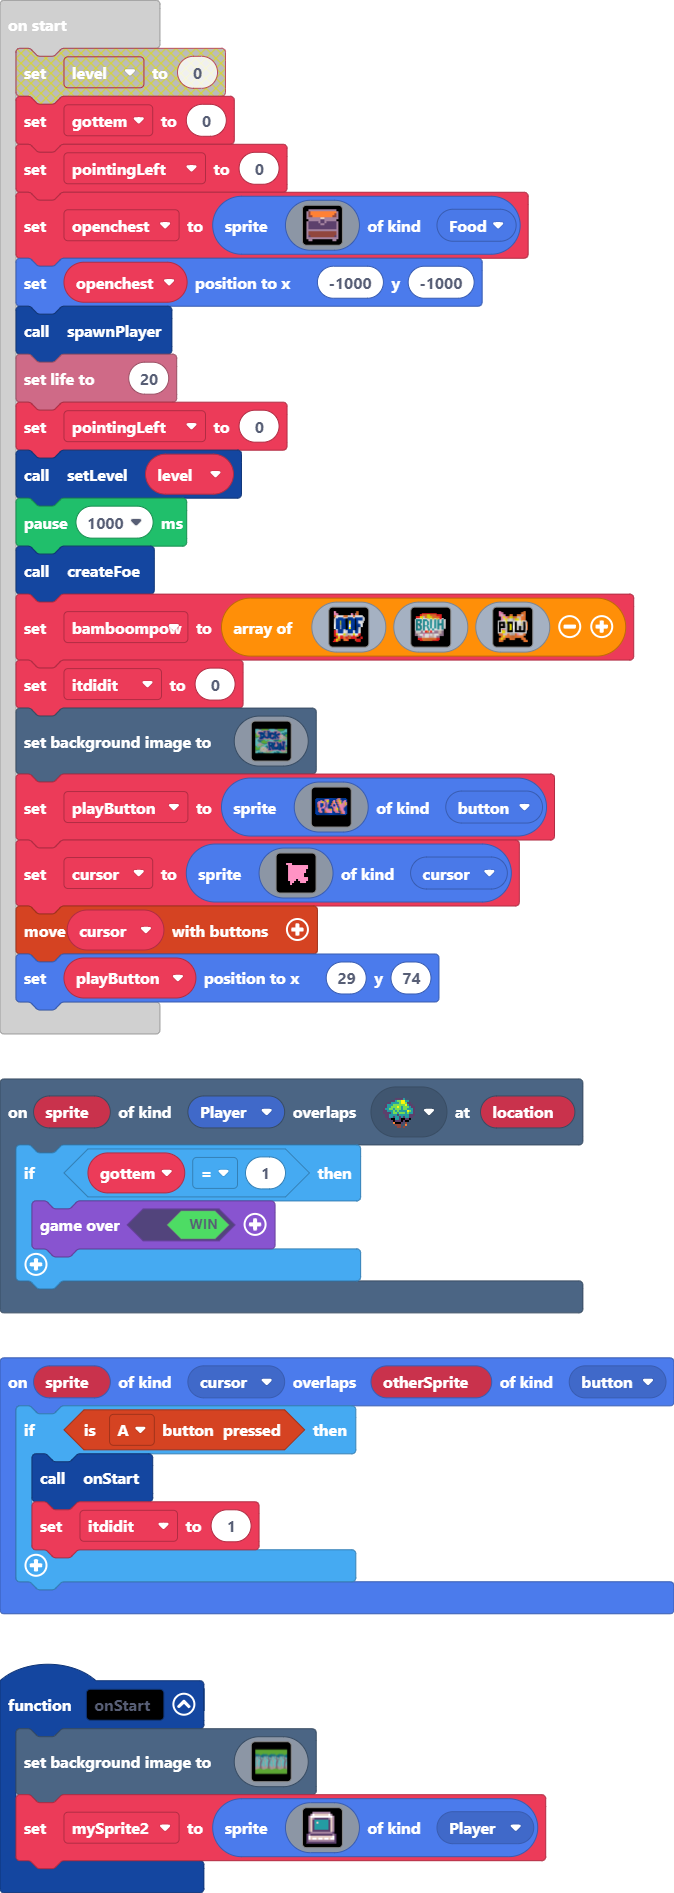 on start
set level to 0
set gottem to 0
set pointingLeft to 0
set openchest to sprite of kind Food
set openchest position to x -1000 y -1000
call spawnPlayer
set life to 20
set pointingLeft to 0
call setLevel level
pause 1000 ms
call createFoe
set bamboompow to array of OOF BRUH POW
set itdidit to 0
set background image to
set playButton to sprite PLAY of kind button
set cursor to sprite of kind cursor
move cursor with buttons
set playButton position to x 29 y 74
on sprite of kind Player overlaps at location
if gottem = 1 then
game over WIN
on sprite of kind cursor overlaps otherSprite of kind button
if is A button pressed then
call onStart
set itdidit to 1
function onStart
set background image to
set mySprite2 to sprite of kind Player